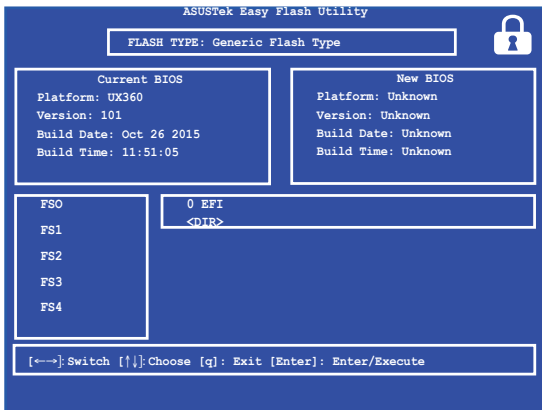 ASUSTek Easy Flash Utility
FLASH TYPE: Generic Flash Type
Current BIOS
Platform: UX360
Version: 101
Build Date: Oct 26 2015
Build Time: 11:51:05
New BIOS
Platform: Unknown
Version: Unknown
Build Date: Unknown
Build Time: Unknown
FSO
FS1
FS2
FS3
FS4
0 EFI
<DIR>
[←→]: Switch [↑↓]: Choose [q]: Exit [Enter]: Enter/Execute